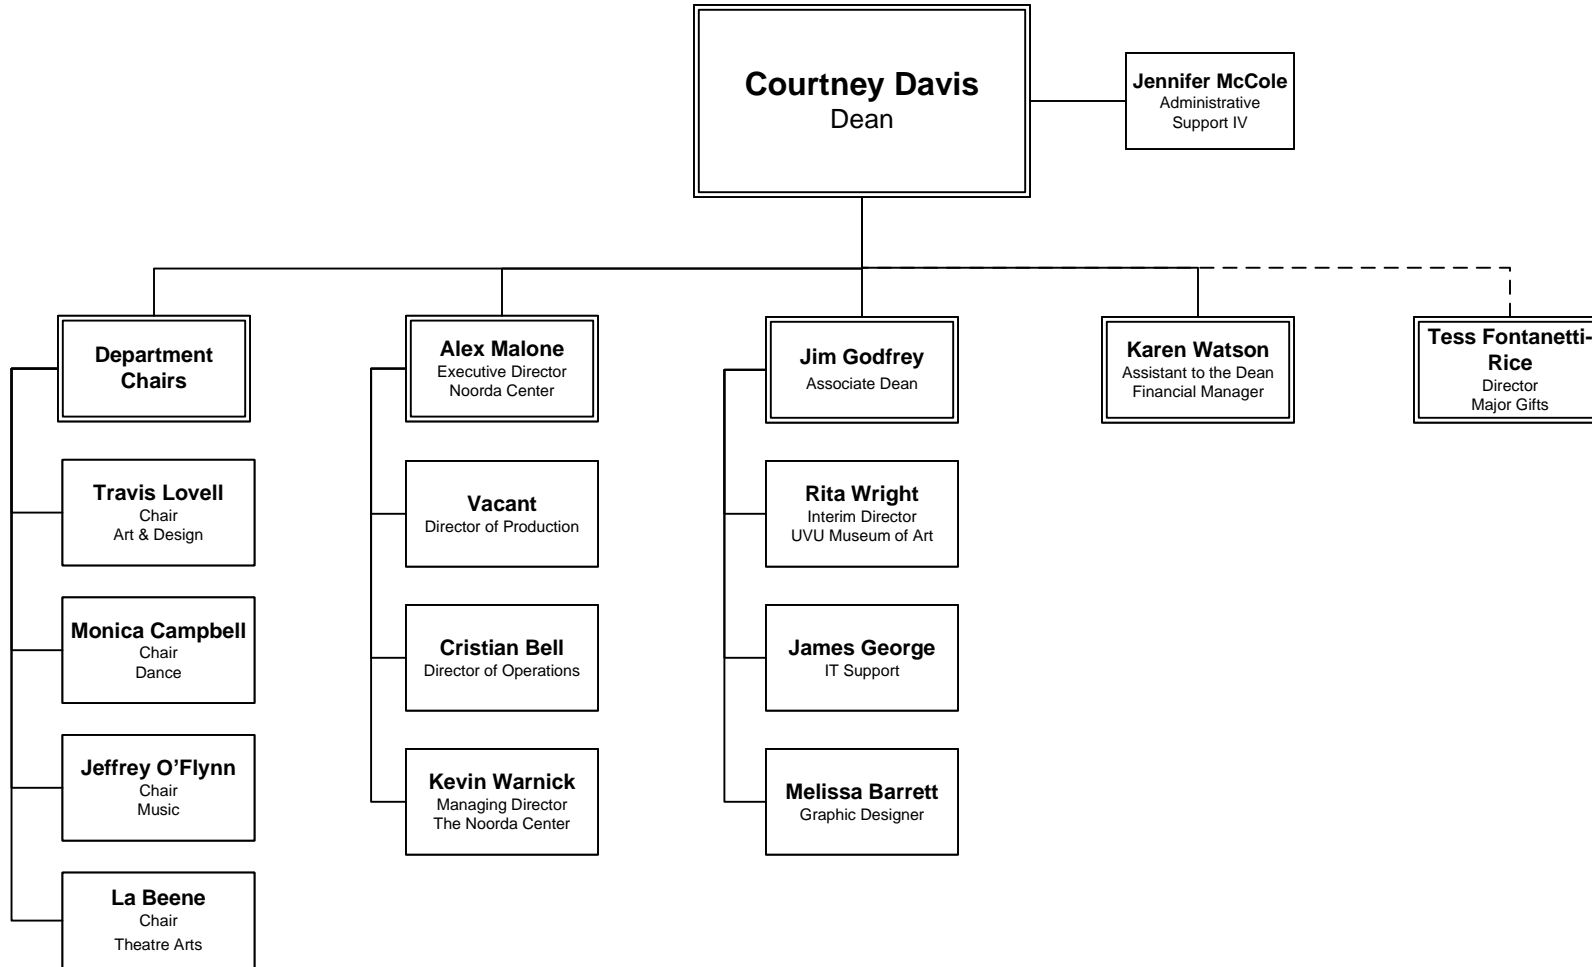 Courtney Davis
Dean
Jennifer McCole
Administrative
Support IV
Department
Chairs
Travis Lovell
Chair
Art & Design
Monica Campbell
Chair
Dance
Jeffrey O’Flynn
Chair
Music
La Beene
Chair
Theatre Arts
Alex Malone
Executive Director
Noorda Center
Vacant
Director of Production
Cristian Bell
Director of Operations
Kevin Warnick
Managing Director
The Noorda Center
Jim Godfrey
Associate Dean
Rita Wright
Interim Director
UVU Museum of Art
James George
IT Support
Melissa Barrett
Graphic Designer
Karen Watson
Assistant to the Dean
Financial Manager
Tess Fontanetti-
Rice
Director
Major Gifts